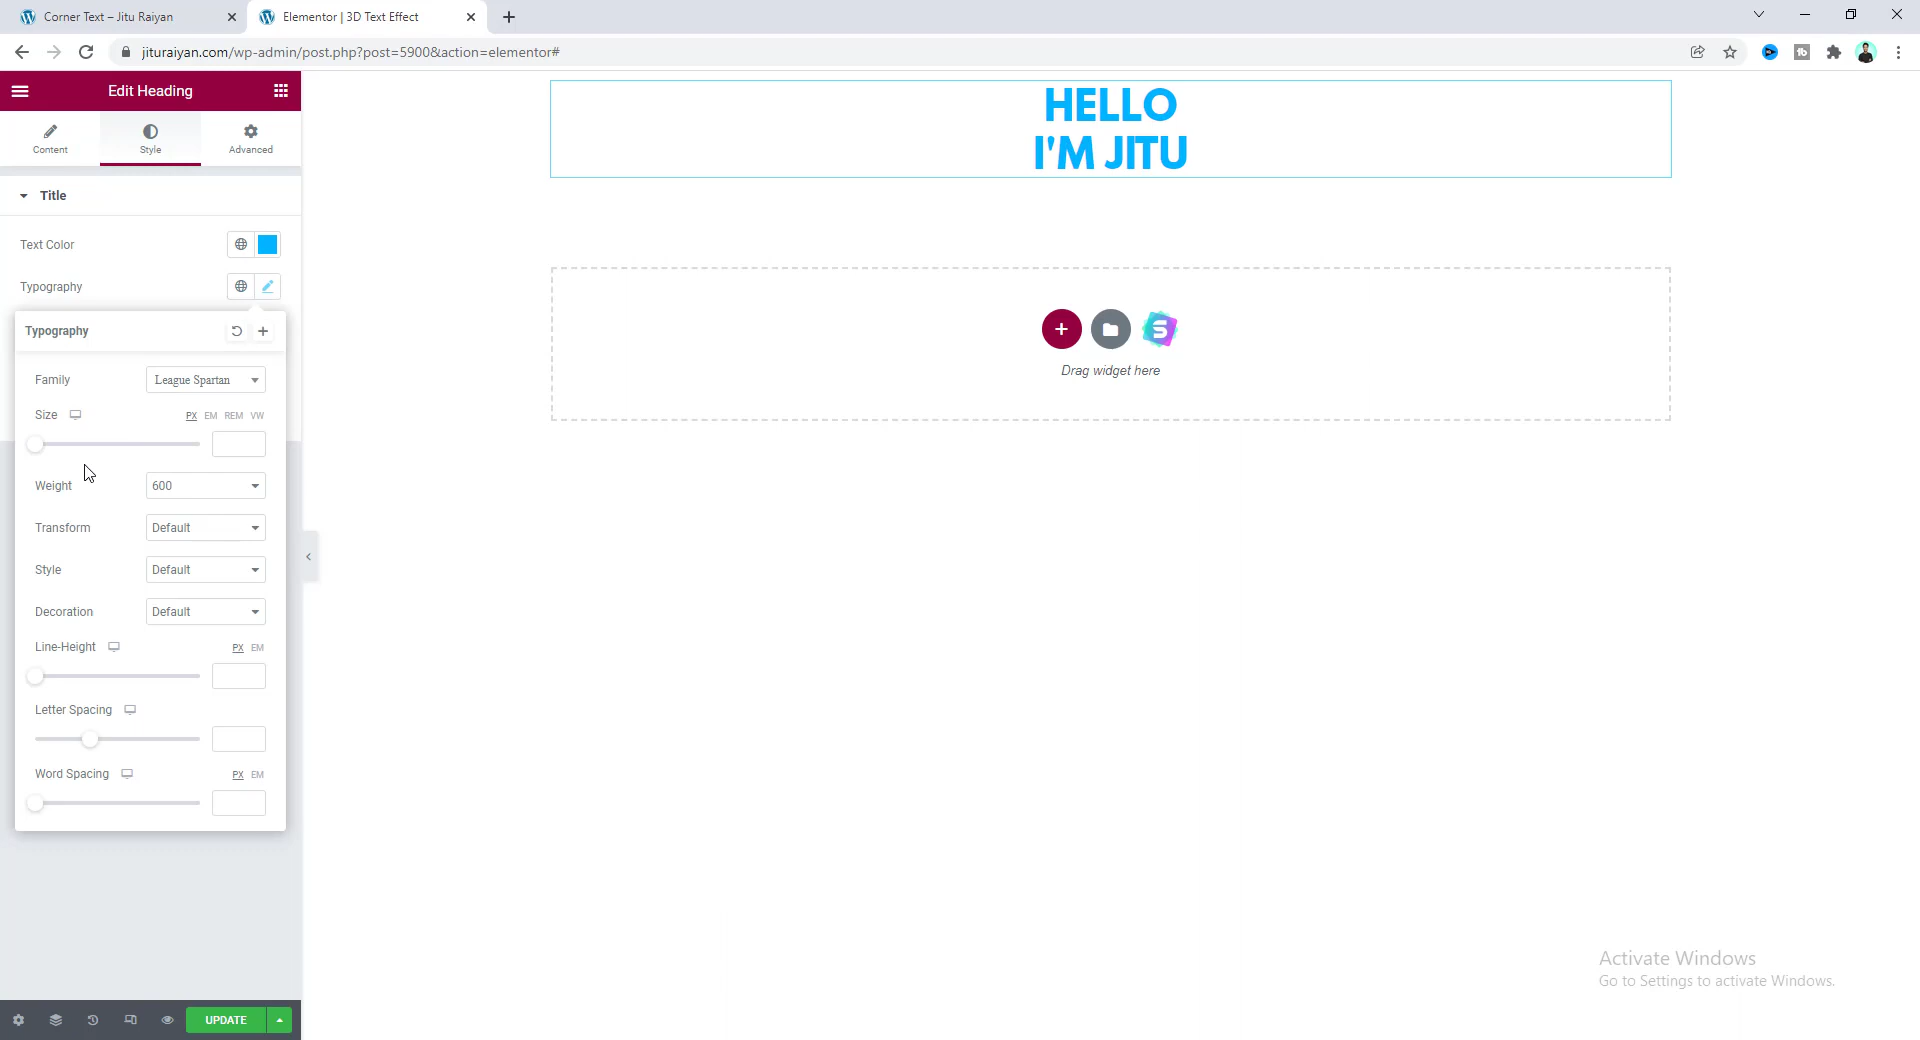 Corner Text – Jitu Raiyan
Elementor | 3D Text Effect
jituraiyan.com/wp-admin/post.php?post=5900&action=elementor#
Edit Heading
Content
Style
Advanced
Title
Text Color
Typography
Typography
Family
League Spartan
Size
PX EM REM VW
Weight
600
Transform
Default
Style
Default
Decoration
Default
Line-Height
PX EM
Letter Spacing
Word Spacing
PX EM
UPDATE
HELLO
I'M JITU
Drag widget here
Activate Windows
Go to Settings to activate Windows.